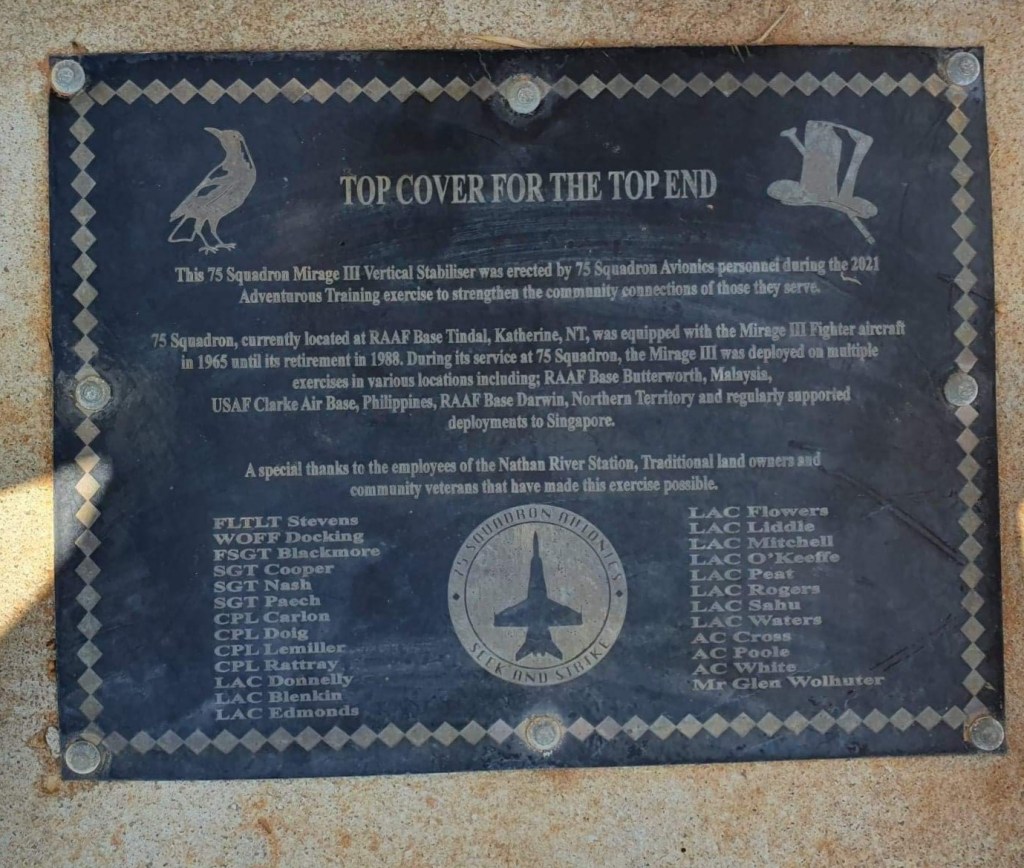 TOP COVER FOR THE TOP END
This 75 Squadron Mirage III Vertical Stabiliser was erected by 75 Squadron Avionics personnel during the 2021
Adventurous Training exercise to strengthen the community connections of those they serve.
75 Squadron, currently located at RAAF Base Tindal, Katherine, NT, was equipped with the Mirage III Fighter aircraft
in 1965 until its retirement in 1988. During its service at 75 Squadron, the Mirage III was deployed on multiple
exercises in various locations including; RAAF Base Butterworth, Malaysia,
USAF Clarke Air Base, Philippines, RAAF Base Darwin, Northern Territory and regularly supported
deployments to Singapore.
A special thanks to the employees of the Nathan River Station, Traditional land owners and
community veterans that have made this exercise possible.
FLTLT Stevens
WOFF Docking
FSGT Blackmore
SGT Cooper
SGT Nash
SGT Paech
CPL Carlon
CPL Doig
CPL Lemiller
CPL Rattray
LAC Donnelly
LAC Blenkin
LAC Edmonds
75 SQUADRON AVIONICS
SEEK AND STRIKE
LAC Flowers
LAC Liddle
LAC Mitchell
LAC O'Keeffe
LAC Peat
LAC Rogers
LAC Sahu
LAC Waters
AC Cross
AC Poole
AC White
Mr Glen Wolhuter